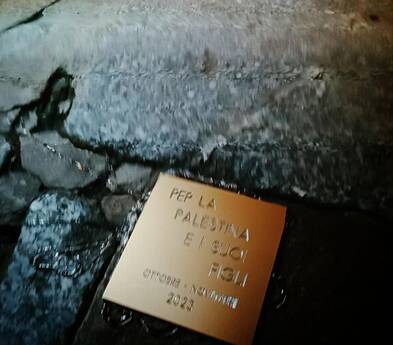 PER LA
PALESTINA
E I SUOI
FIGLI
OTTOBRE - NOVEMBRE
2023